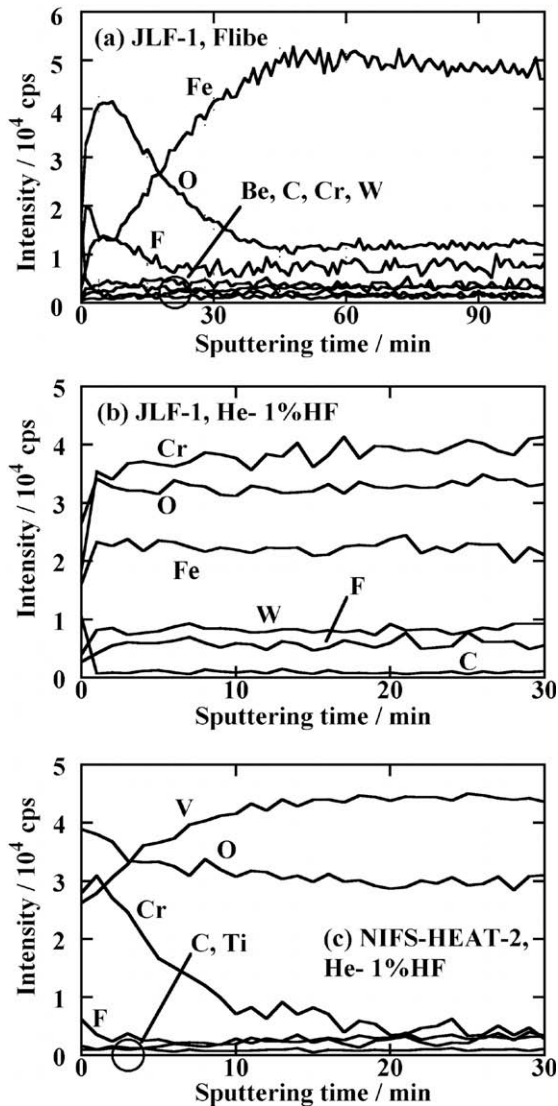 (a) JLF-1, Flibe
Fe
O
Be, C, Cr, W
F
Intensity / 10⁴ cps
6
5
4
3
2
1
0
0 30 60 90
Sputtering time / min
(b) JLF-1, He- 1%HF
Cr
O
Fe
F
W
C
Intensity / 10⁴ cps
5
4
3
2
1
0
0 10 20 30
Sputtering time / min
V
O
Cr
C, Ti
(c) NIFS-HEAT-2,
He- 1%HF
F
Intensity / 10⁴ cps
5
4
3
2
1
0
0 10 20 30
Sputtering time / min